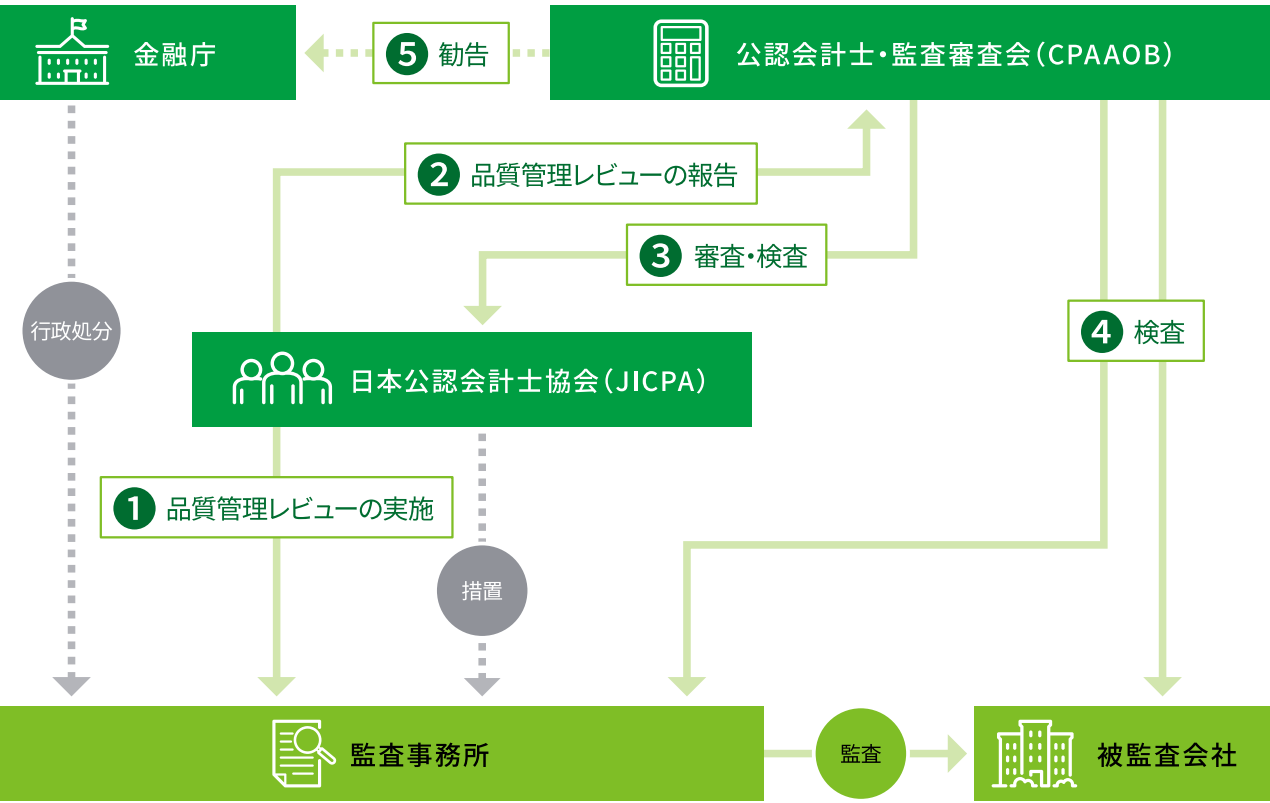 金融庁
5 勧告
公認会計士・監査審査会（CPAAOB）
2 品質管理レビューの報告
3 審査・検査
行政処分
4 検査
日本公認会計士協会（JICPA）
1 品質管理レビューの実施
措置
監査事務所
監査
被監査会社